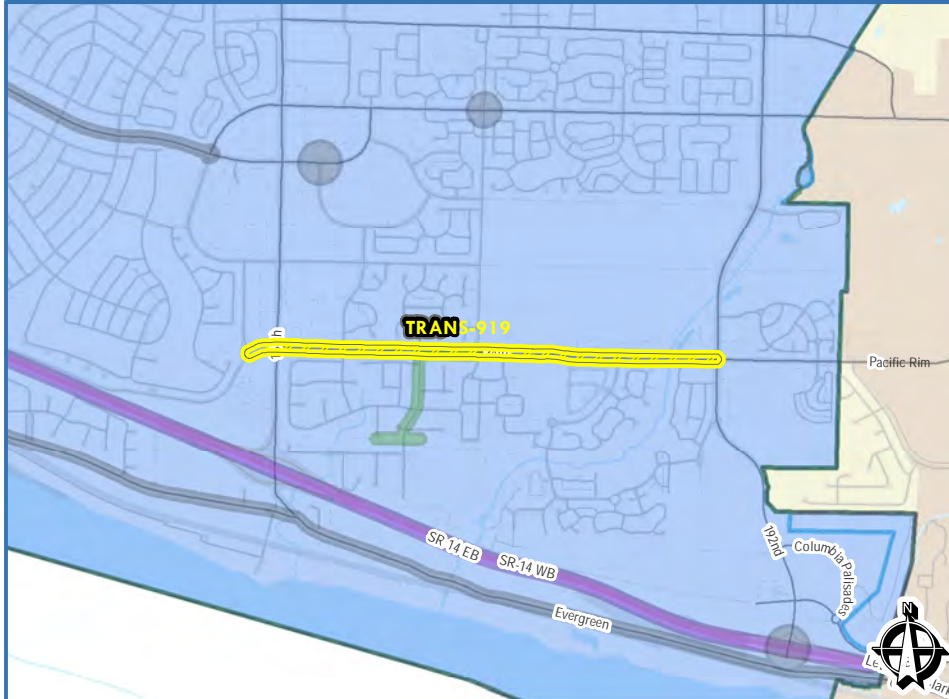 TRANS-919
Pacific Rim
SR 14 EB
SR-14 WB
192nd
Columbia Palisades
Evergreen
N